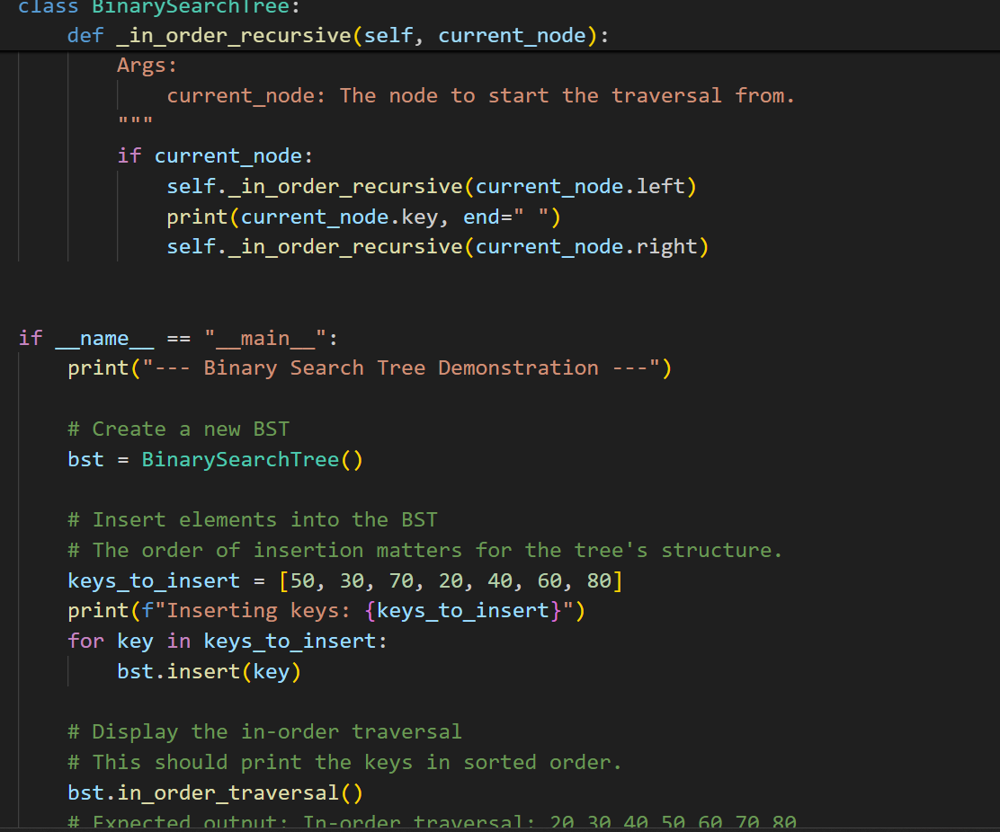 class BinarySearchTree:
    def _in_order_recursive(self, current_node):
        Args:
            current_node: The node to start the traversal from.
        """
        if current_node:
            self._in_order_recursive(current_node.left)
            print(current_node.key, end=" ")
            self._in_order_recursive(current_node.right)
if __name__ == "__main__":
    print("--- Binary Search Tree Demonstration ---")
    # Create a new BST
    bst = BinarySearchTree()
    # Insert elements into the BST
    # The order of insertion matters for the tree's structure.
    keys_to_insert = [50, 30, 70, 20, 40, 60, 80]
    print(f"Inserting keys: {keys_to_insert}")
    for key in keys_to_insert:
        bst.insert(key)
    # Display the in-order traversal
    # This should print the keys in sorted order.
    bst.in_order_traversal()
    # Expected output: In-order traversal: 20 30 40 50 60 70 80